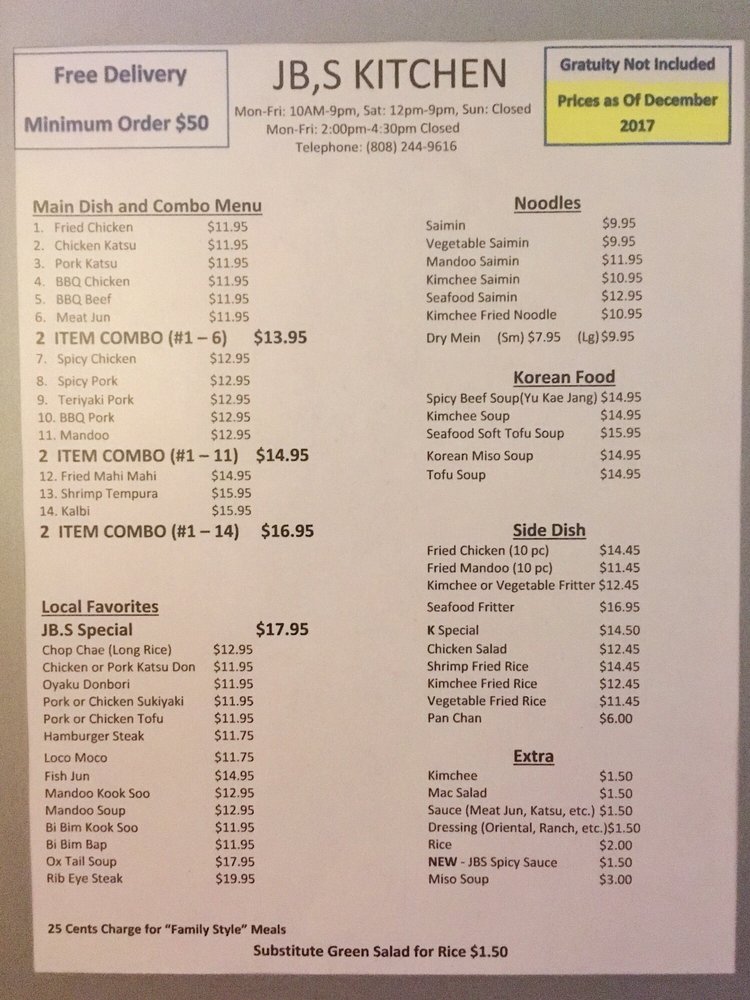 Free Delivery
Minimum Order $50
JB,S KITCHEN
Mon-Fri: 10AM-9pm, Sat: 12pm-9pm, Sun: Closed
Mon-Fri: 2:00pm-4:30pm Closed
Telephone: (808) 244-9616
Gratuity Not Included
Prices as Of December
2017
Main Dish and Combo Menu
1. Fried Chicken $11.95
2. Chicken Katsu $11.95
3. Pork Katsu $11.95
4. BBQ Chicken $11.95
5. BBQ Beef $11.95
6. Meat Jun $11.95
2 ITEM COMBO (#1 – 6) $13.95
7. Spicy Chicken $12.95
8. Spicy Pork $12.95
9. Teriyaki Pork $12.95
10. BBQ Pork $12.95
11. Mandoo $12.95
2 ITEM COMBO (#1 – 11) $14.95
12. Fried Mahi Mahi $14.95
13. Shrimp Tempura $15.95
14. Kalbi $15.95
2 ITEM COMBO (#1 – 14) $16.95
Local Favorites
JB.S Special $17.95
Chop Chae (Long Rice) $12.95
Chicken or Pork Katsu Don $11.95
Oyaku Donbori $11.95
Pork or Chicken Sukiyaki $11.95
Pork or Chicken Tofu $11.95
Hamburger Steak $11.75
Loco Moco $11.75
Fish Jun $14.95
Mandoo Kook Soo $12.95
Mandoo Soup $12.95
Bi Bim Kook Soo $11.95
Bi Bim Bap $11.95
Ox Tail Soup $17.95
Rib Eye Steak $19.95
Noodles
Saimin $9.95
Vegetable Saimin $9.95
Mandoo Saimin $11.95
Kimchee Saimin $10.95
Seafood Saimin $12.95
Kimchee Fried Noodle $10.95
Dry Mein (Sm) $7.95 (Lg) $9.95
Korean Food
Spicy Beef Soup(Yu Kae Jang) $14.95
Kimchee Soup $14.95
Seafood Soft Tofu Soup $15.95
Korean Miso Soup $14.95
Tofu Soup $14.95
Side Dish
Fried Chicken (10 pc) $14.45
Fried Mandoo (10 pc) $11.45
Kimchee or Vegetable Fritter $12.45
Seafood Fritter $16.95
K Special $14.50
Chicken Salad $12.45
Shrimp Fried Rice $14.45
Kimchee Fried Rice $12.45
Vegetable Fried Rice $11.45
Pan Chan $6.00
Extra
Kimchee $1.50
Mac Salad $1.50
Sauce (Meat Jun, Katsu, etc.) $1.50
Dressing (Oriental, Ranch, etc.)$1.50
Rice $2.00
NEW - JBS Spicy Sauce $1.50
Miso Soup $3.00
25 Cents Charge for “Family Style” Meals
Substitute Green Salad for Rice $1.50